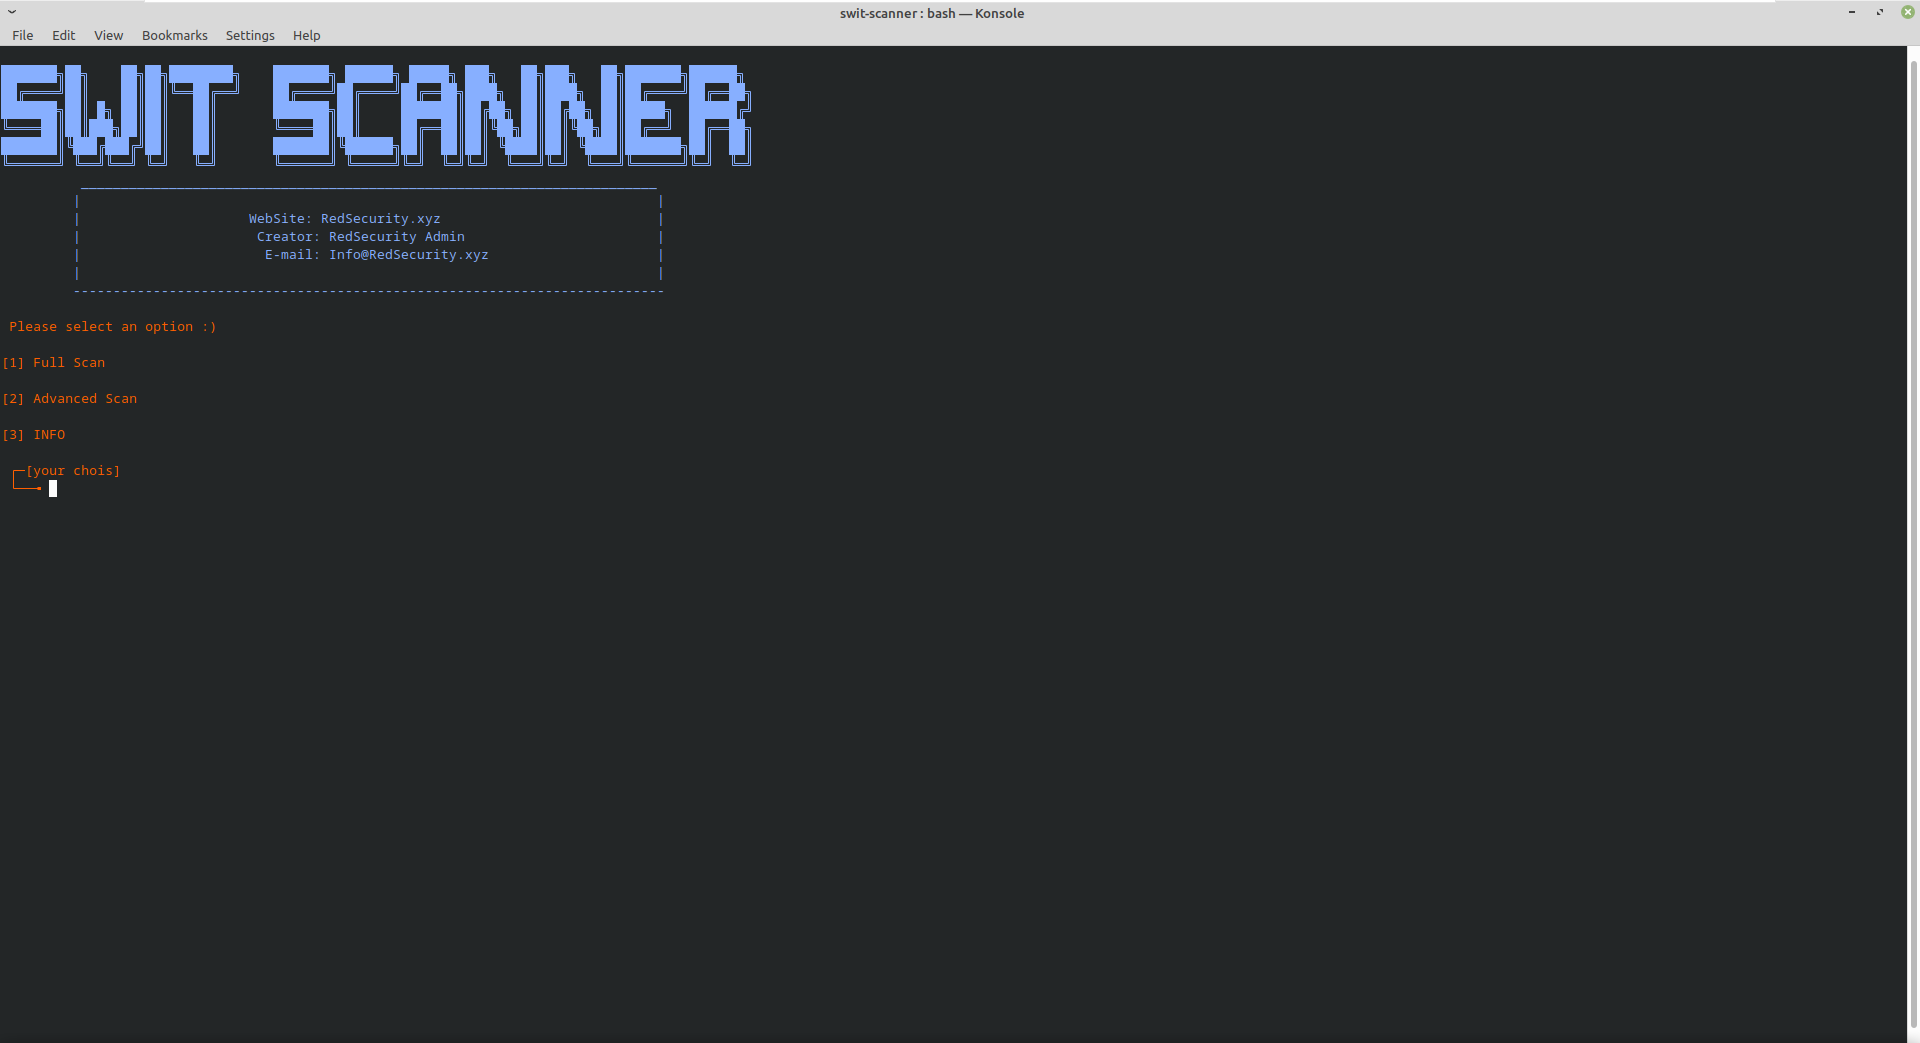 swit-scanner : bash — Konsole
File Edit View Bookmarks Settings Help
SWIT SCANNER
WebSite: RedSecurity.xyz
Creator: RedSecurity Admin
E-mail: Info@RedSecurity.xyz
Please select an option :)
[1] Full Scan
[2] Advanced Scan
[3] INFO
[your chois]